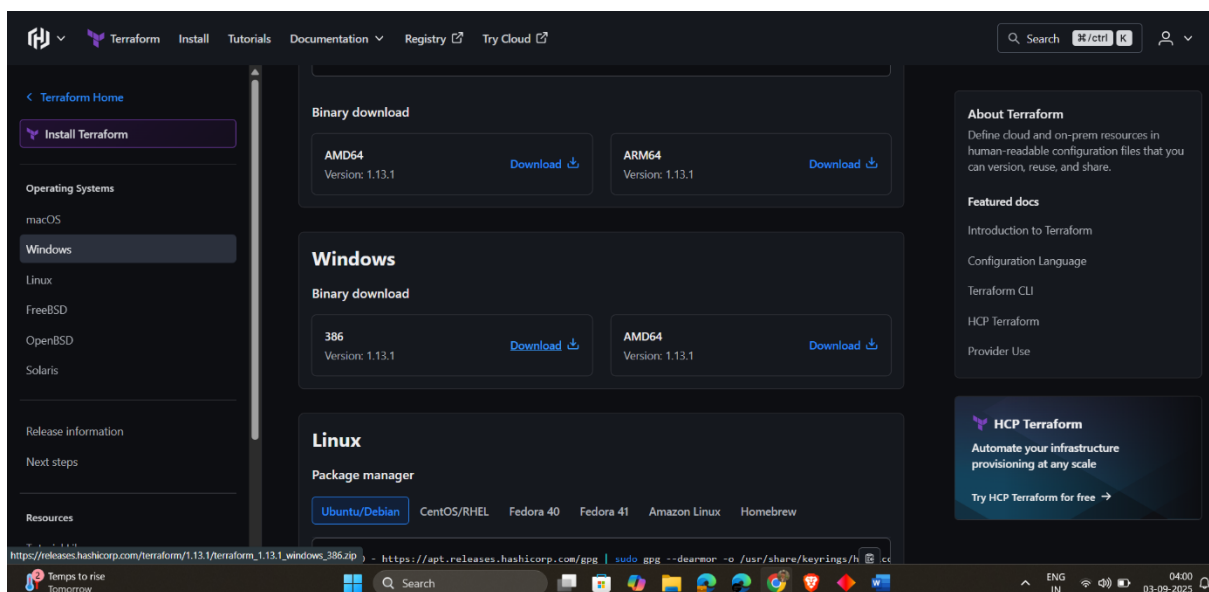 Terraform Install Tutorials Documentation Registry Try Cloud Search ⌘/ctrl K
< Terraform Home
Install Terraform
Operating Systems
macOS
Windows
Linux
FreeBSD
OpenBSD
Solaris
Release information
Next steps
Resources
Binary download
AMD64
Version: 1.13.1
Download
ARM64
Version: 1.13.1
Download
Windows
Binary download
386
Version: 1.13.1
Download
AMD64
Version: 1.13.1
Download
Linux
Package manager
Ubuntu/Debian CentOS/RHEL Fedora 40 Fedora 41 Amazon Linux Homebrew
- https://apt.releases.hashicorp.com/gpg | sudo gpg --dearmor -o /usr/share/keyrings/h
About Terraform
Define cloud and on-prem resources in
human-readable configuration files that you
can version, reuse, and share.
Featured docs
Introduction to Terraform
Configuration Language
Terraform CLI
HCP Terraform
Provider Use
HCP Terraform
Automate your infrastructure
provisioning at any scale
Try HCP Terraform for free →
https://releases.hashicorp.com/terraform/1.13.1/terraform_1.13.1_windows_386.zip
2
Temps to rise
Tomorrow
Search
ENG
IN
04:00
03-09-2025